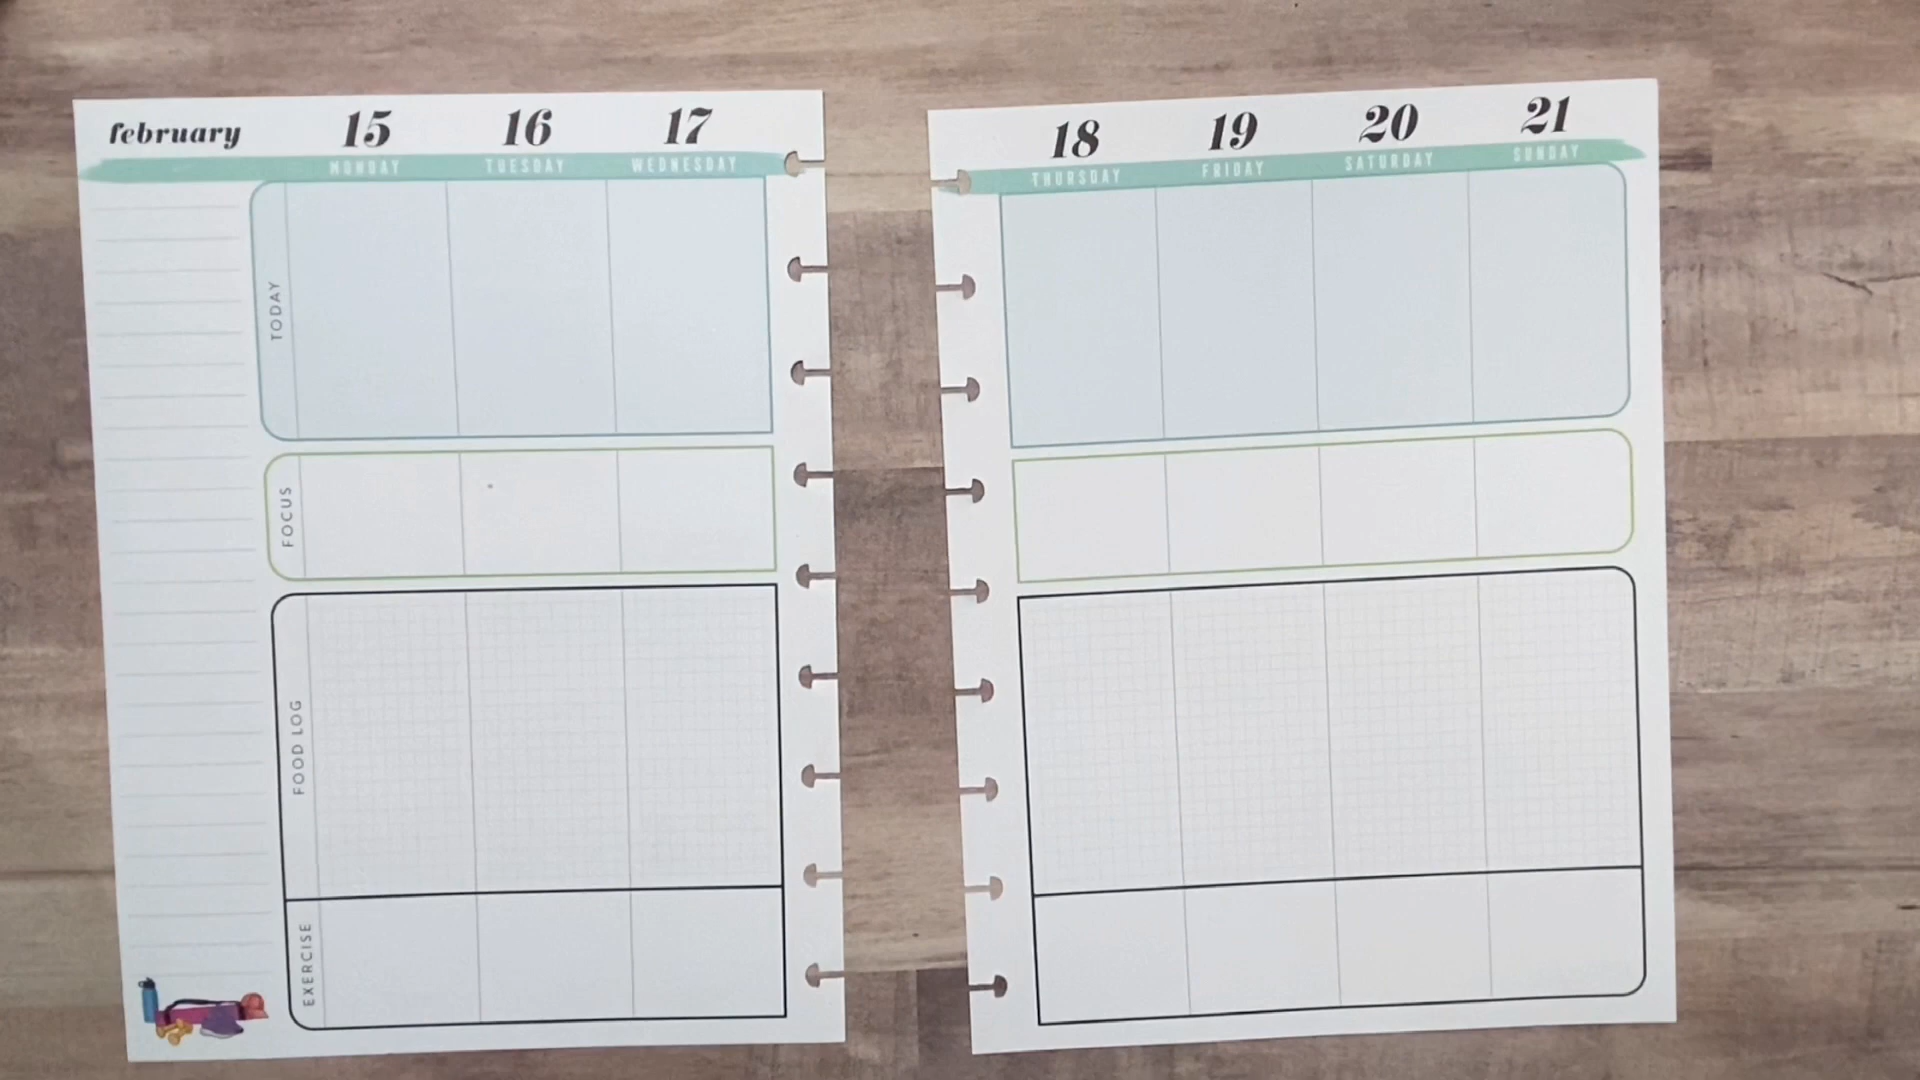 february 15 16 17
MONDAY TUESDAY WEDNESDAY
TODAY
FOCUS
FOOD LOG
EXERCISE
18 19 20 21
THURSDAY FRIDAY SATURDAY SUNDAY